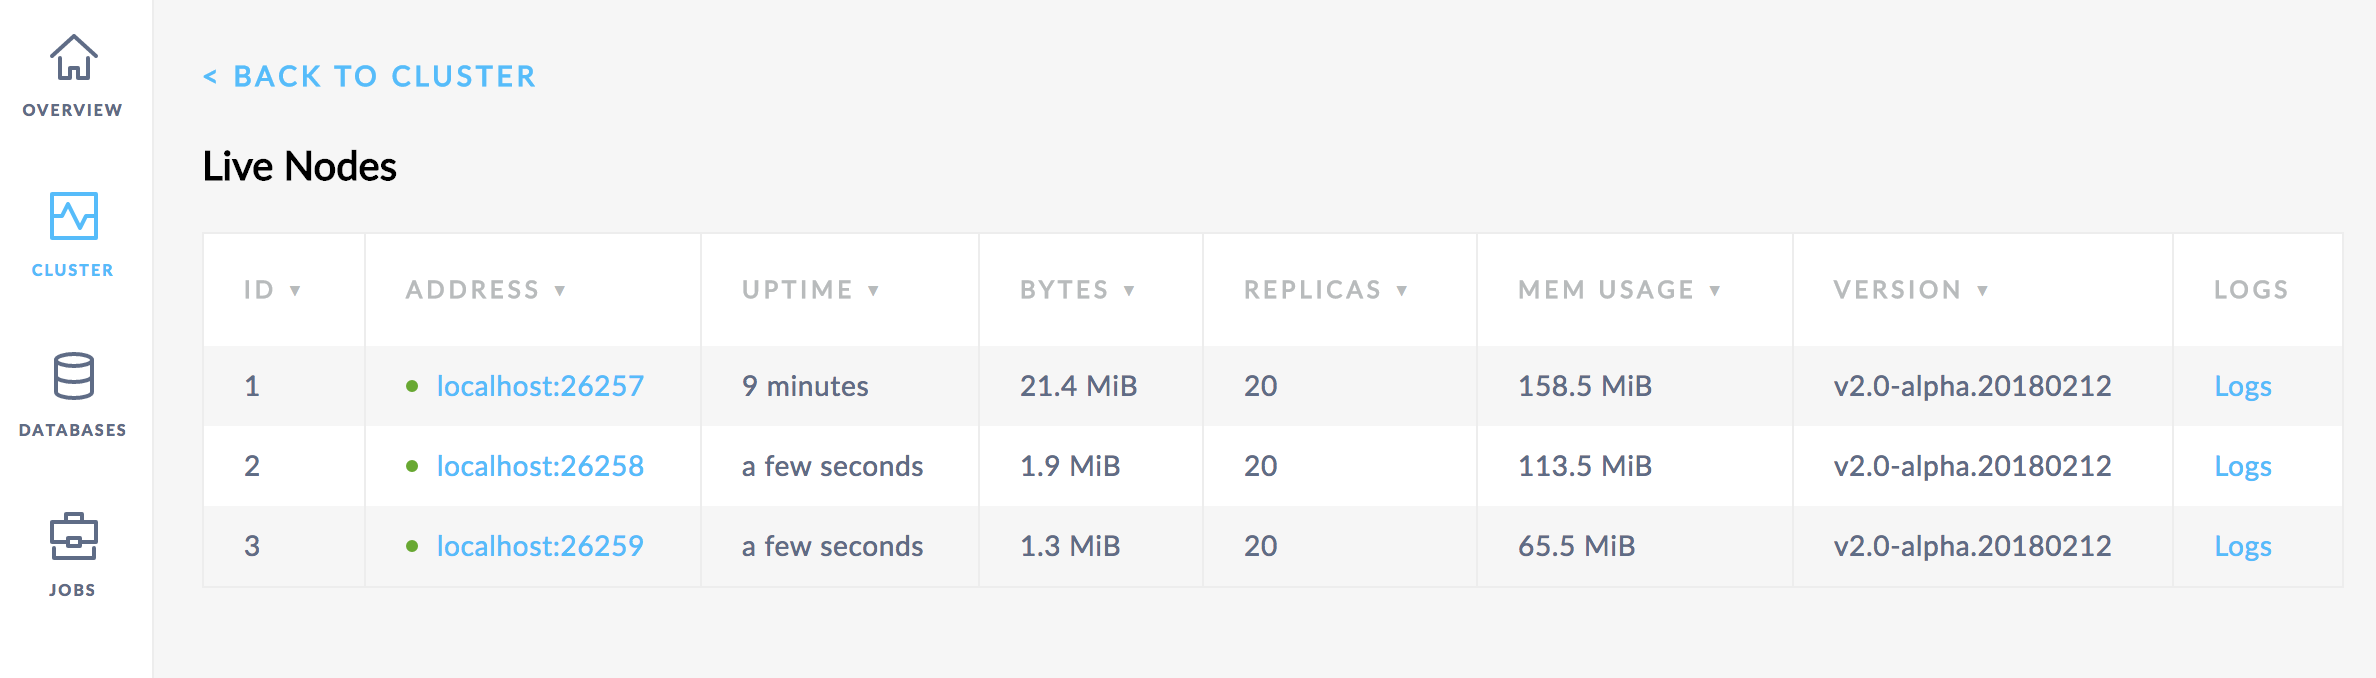 OVERVIEW
CLUSTER
DATABASES
JOBS
< BACK TO CLUSTER
Live Nodes
ID ▼ ADDRESS ▼ UPTIME ▼ BYTES ▼ REPLICAS ▼ MEM USAGE ▼ VERSION ▼ LOGS
1 localhost:26257 9 minutes 21.4 MiB 20 158.5 MiB v2.0-alpha.20180212 Logs
2 localhost:26258 a few seconds 1.9 MiB 20 113.5 MiB v2.0-alpha.20180212 Logs
3 localhost:26259 a few seconds 1.3 MiB 20 65.5 MiB v2.0-alpha.20180212 Logs